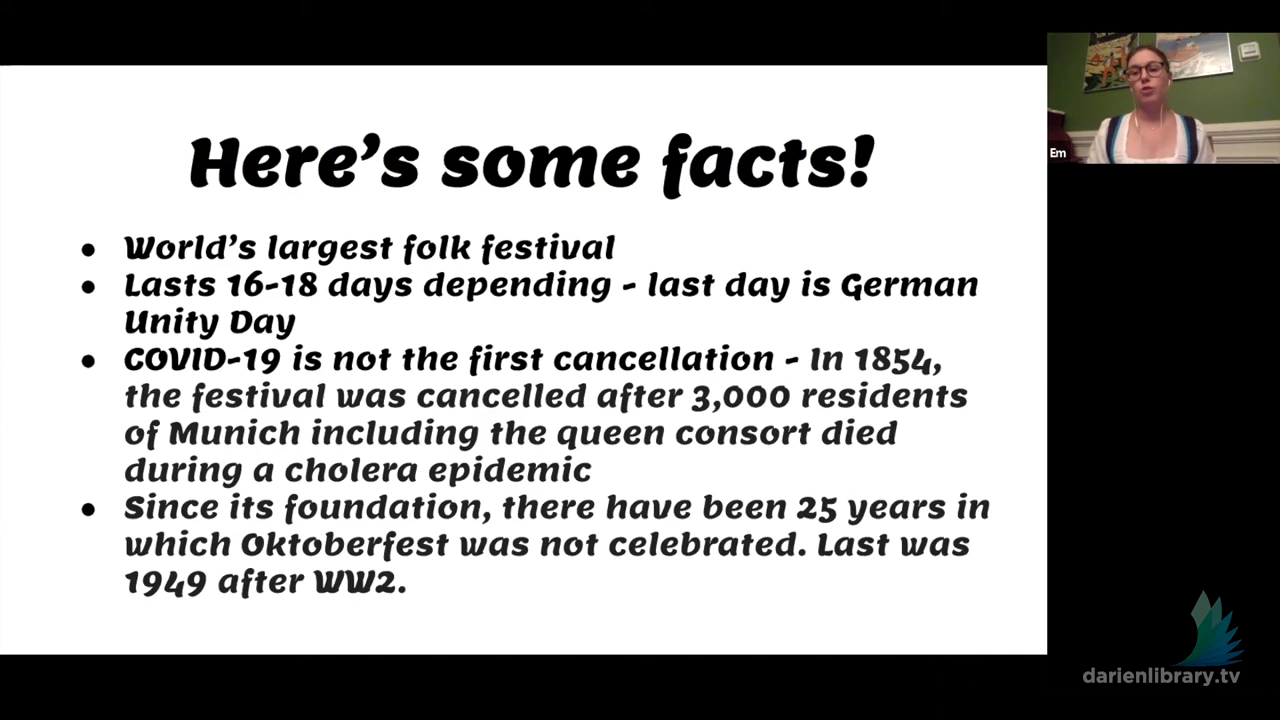 Here's some facts!
● World's largest folk festival
● Lasts 16-18 days depending - last day is German
Unity Day
● COVID-19 is not the first cancellation - In 1854,
the festival was cancelled after 3,000 residents
of Munich including the queen consort died
during a cholera epidemic
● Since its foundation, there have been 25 years in
which Oktoberfest was not celebrated. Last was
1949 after WW2.
Em
darienlibrary.tv